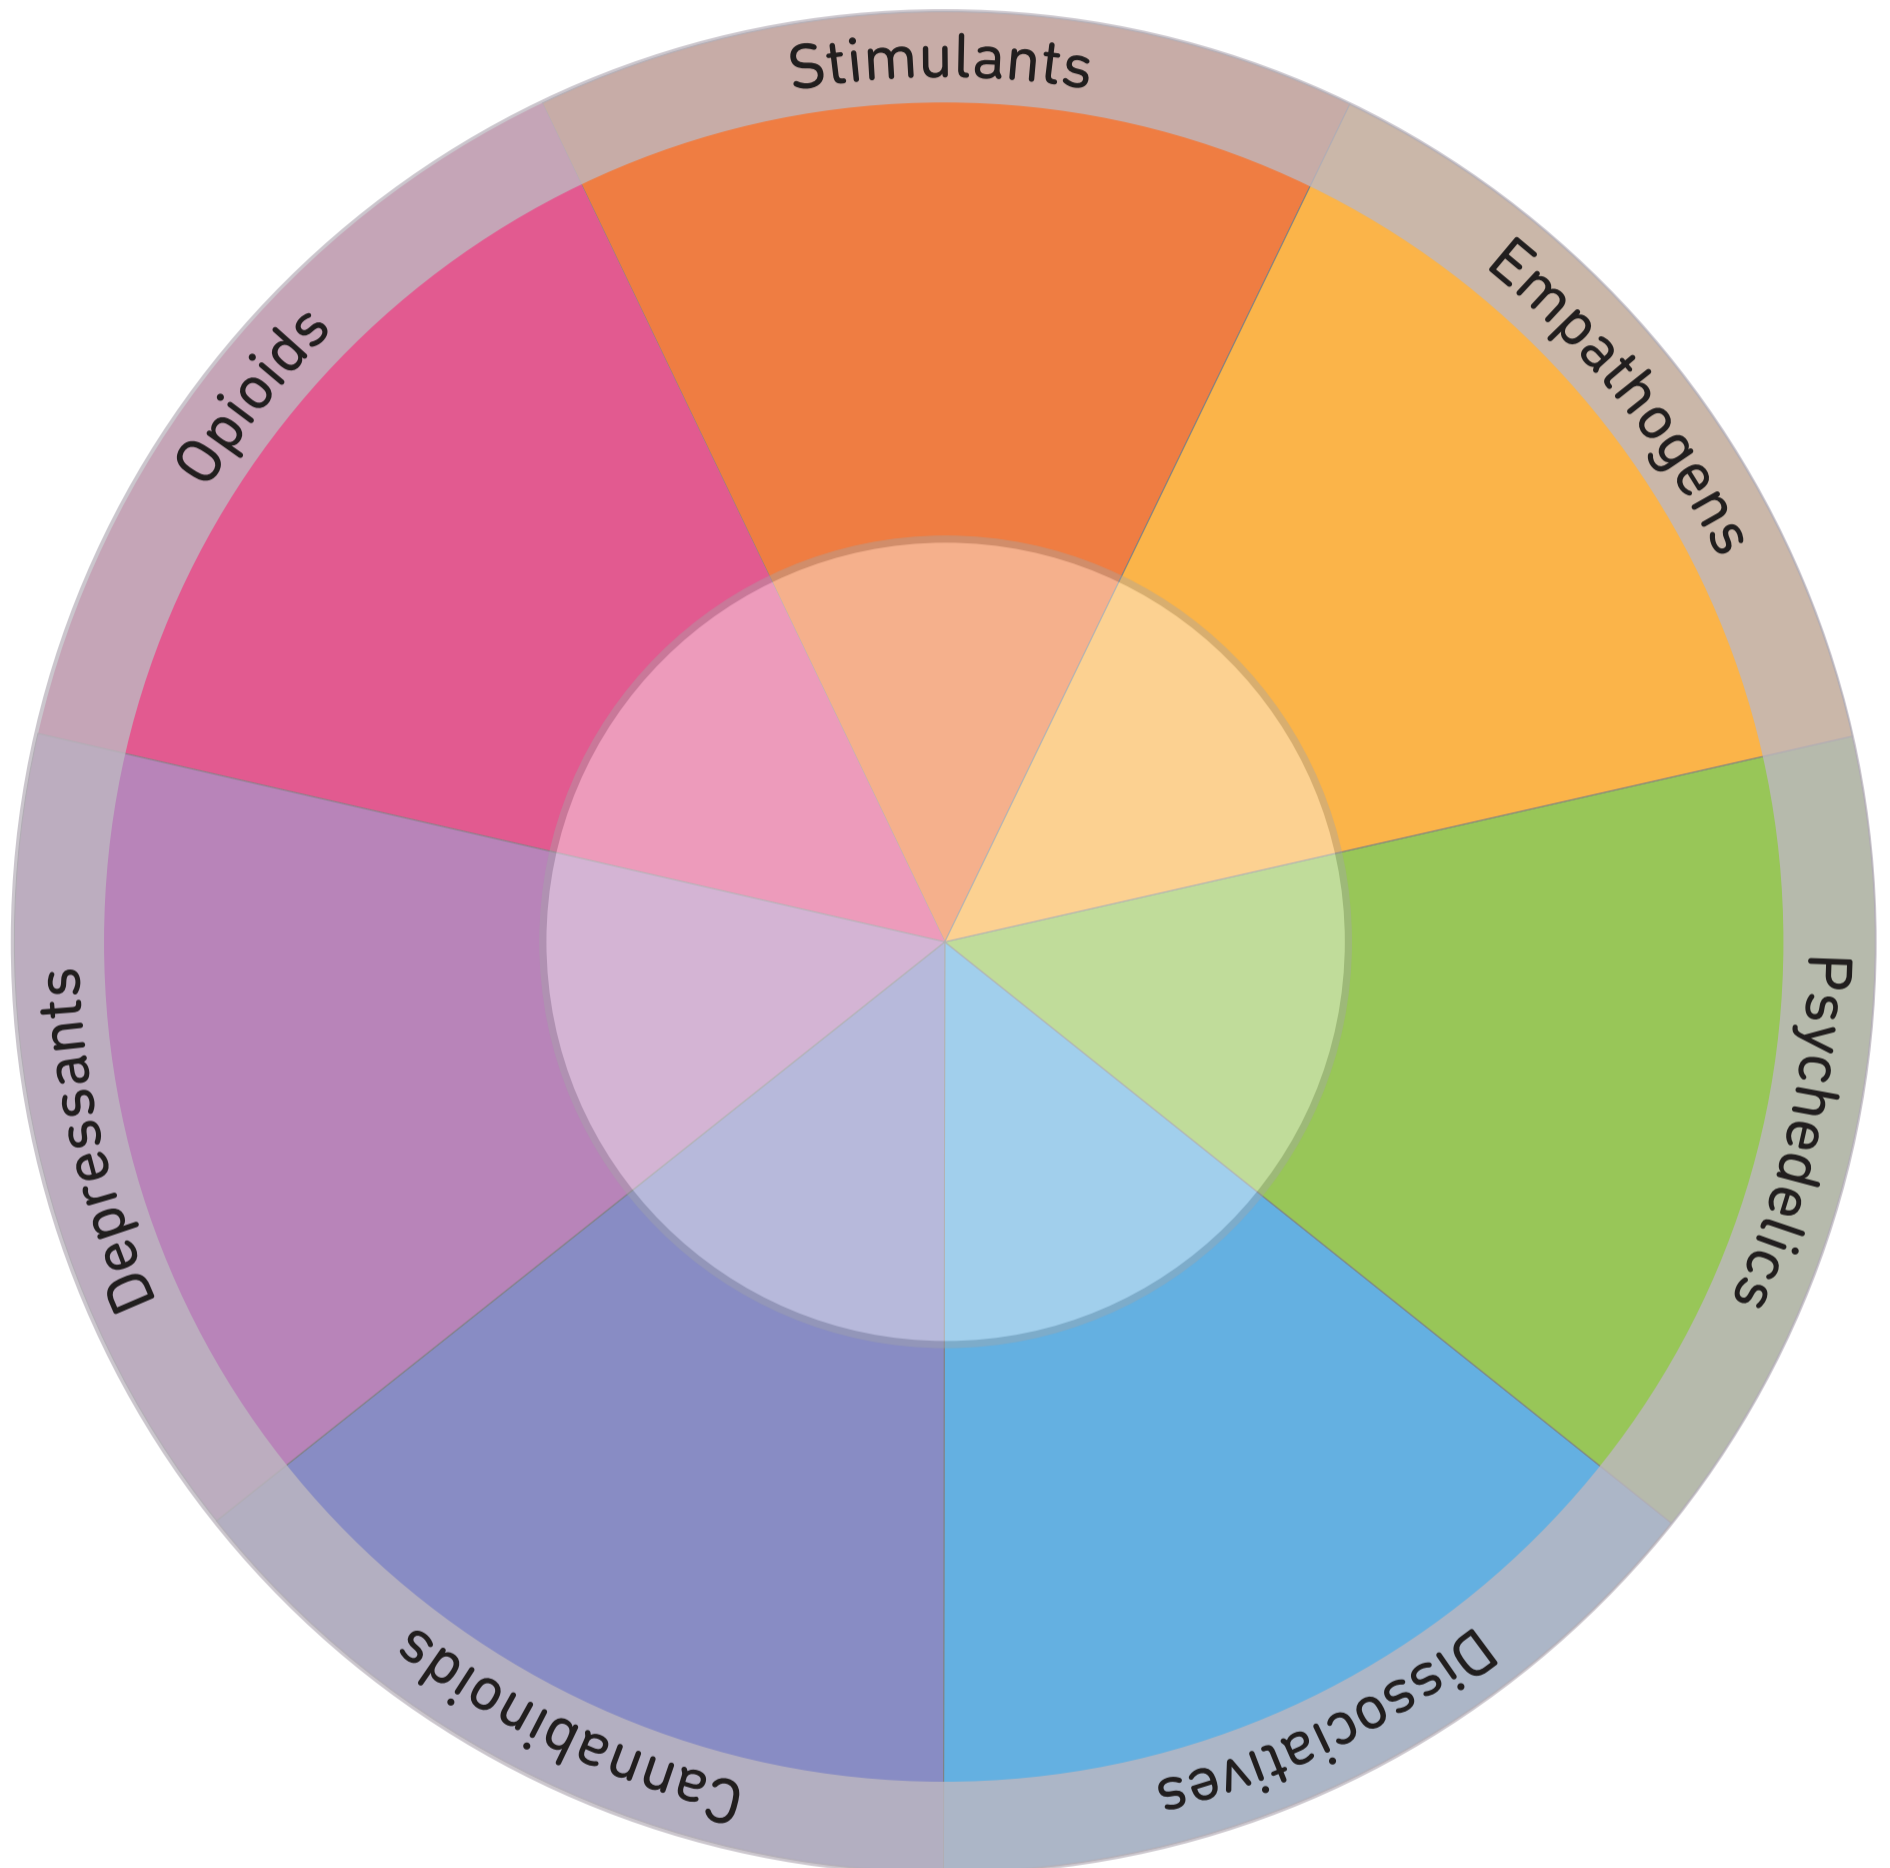 Stimulants
Empathogens
Psychedelics
Dissociatives
Cannabinoids
Depressants
Opioids